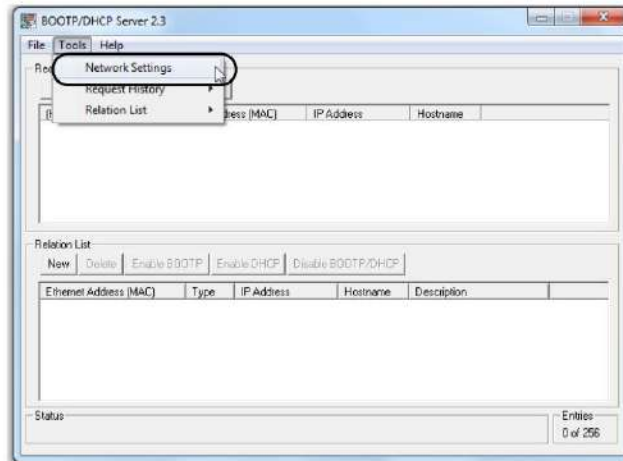 BOOTP/DHCP Server 2.3
File Tools Help
Network Settings
Request History
Relation List
(MAC) IP Address Hostname
Relation List
New Delete Enable BOOTP Enable DHCP Disable BOOTP/DHCP
Ethernet Address (MAC) Type IP Address Hostname Description
Status
Entries
0 of 256